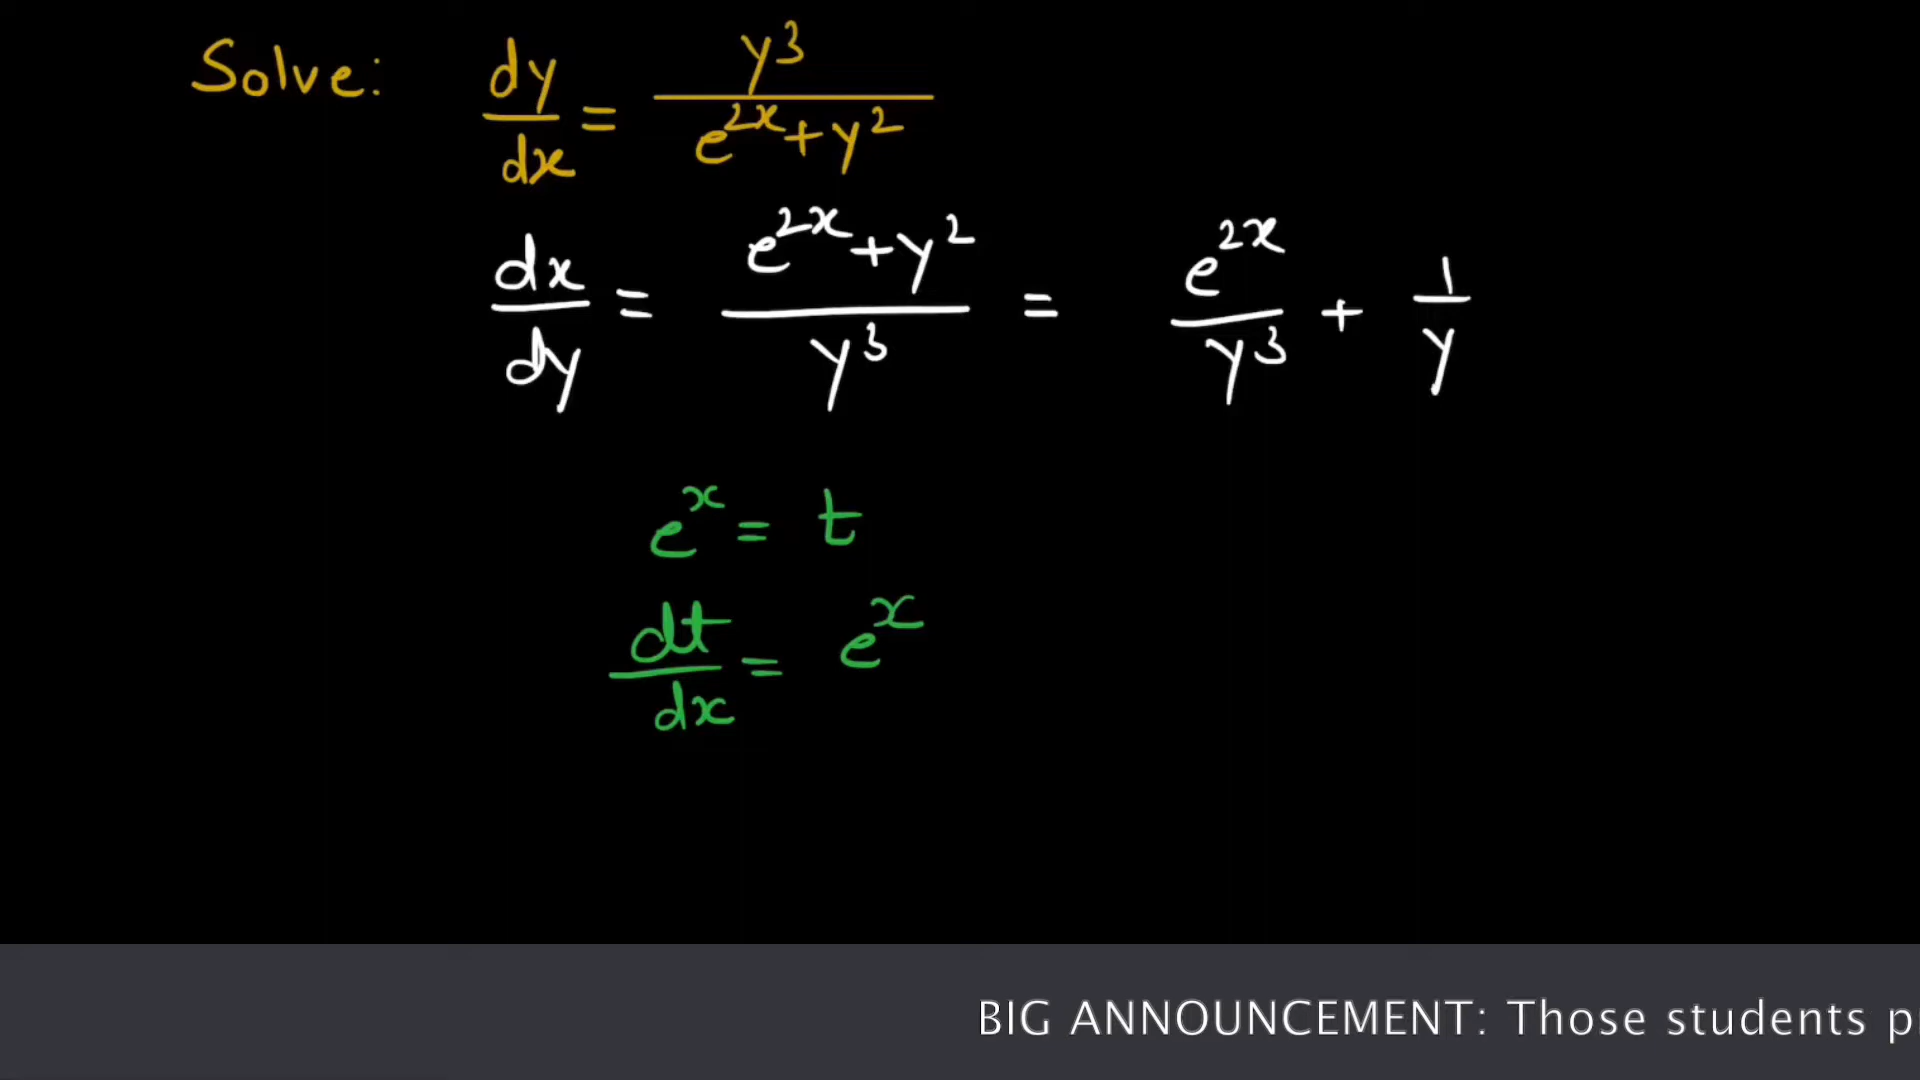 Solve: dy/dx = y³/(e²ˣ + y²)
dx/dy = (e²ˣ + y²)/y³ = e²ˣ/y³ + 1/y
eˣ = t
dt/dx = eˣ
BIG ANNOUNCEMENT: Those students p